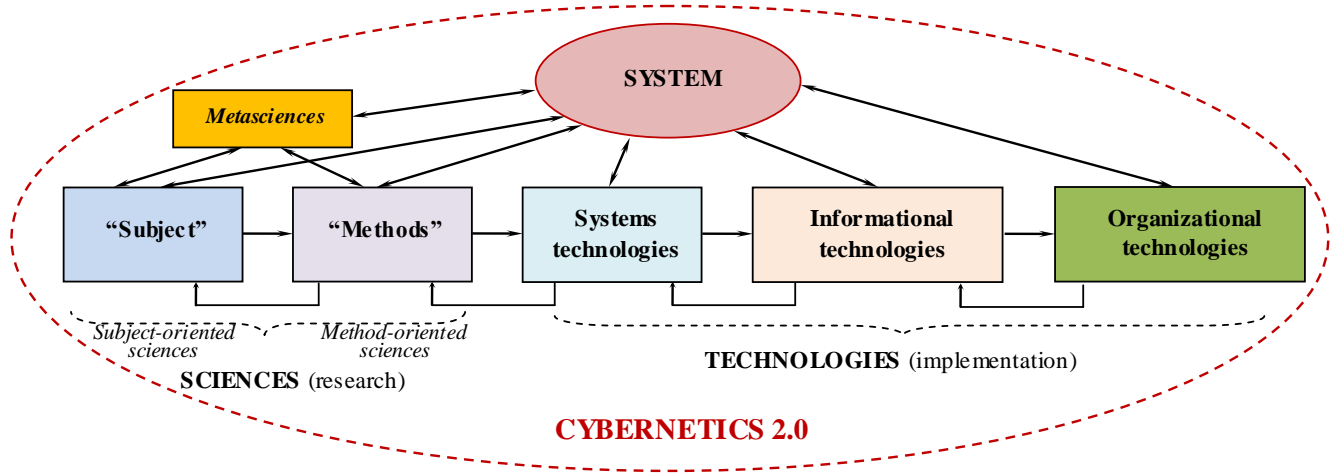 SYSTEM
Metasciences
“Subject”
“Methods”
Systems
technologies
Informational
technologies
Organizational
technologies
Subject-oriented
sciences
Method-oriented
sciences
SCIENCES (research)
TECHNOLOGIES (implementation)
CYBERNETICS 2.0